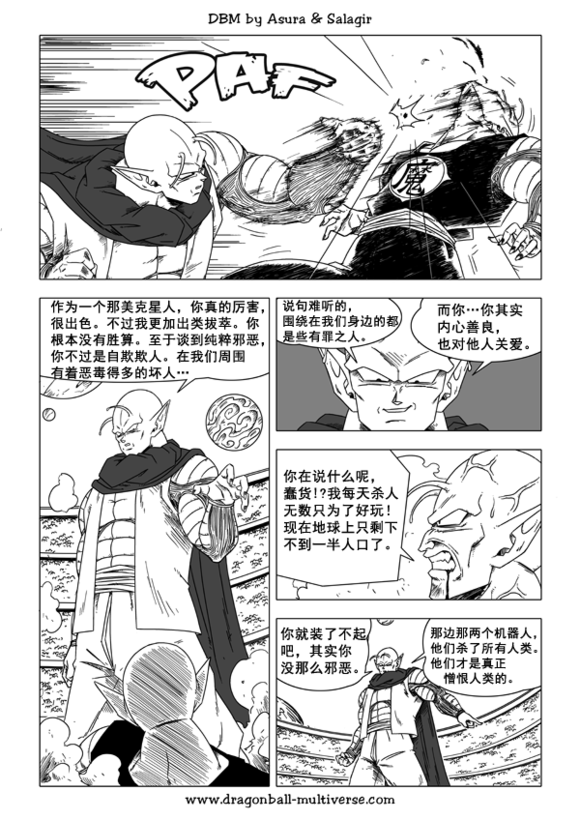 DBM by Asura & Salagir
PAF
魔
作为一个那美克星人，你真的厉害，
很出色。不过我更加出类拔萃。你
根本没有胜算。至于谈到纯粹邪恶，
你不过是自欺欺人。在我们周围
有着恶毒得多的坏人…
说句难听的，
围绕在我们身边的都
是些有罪之人。
而你…你其实
内心善良，
也对他人关爱。
你在说什么呢，
蠢货!?我每天杀人
无数只为了好玩！
现在地球上只剩下
不到一半人口了。
你就装了不起
吧，其实你
没那么邪恶。
那边那两个机器人，
他们杀了所有人类。
他们才是真正
憎恨人类的。
www.dragonball-multiverse.com